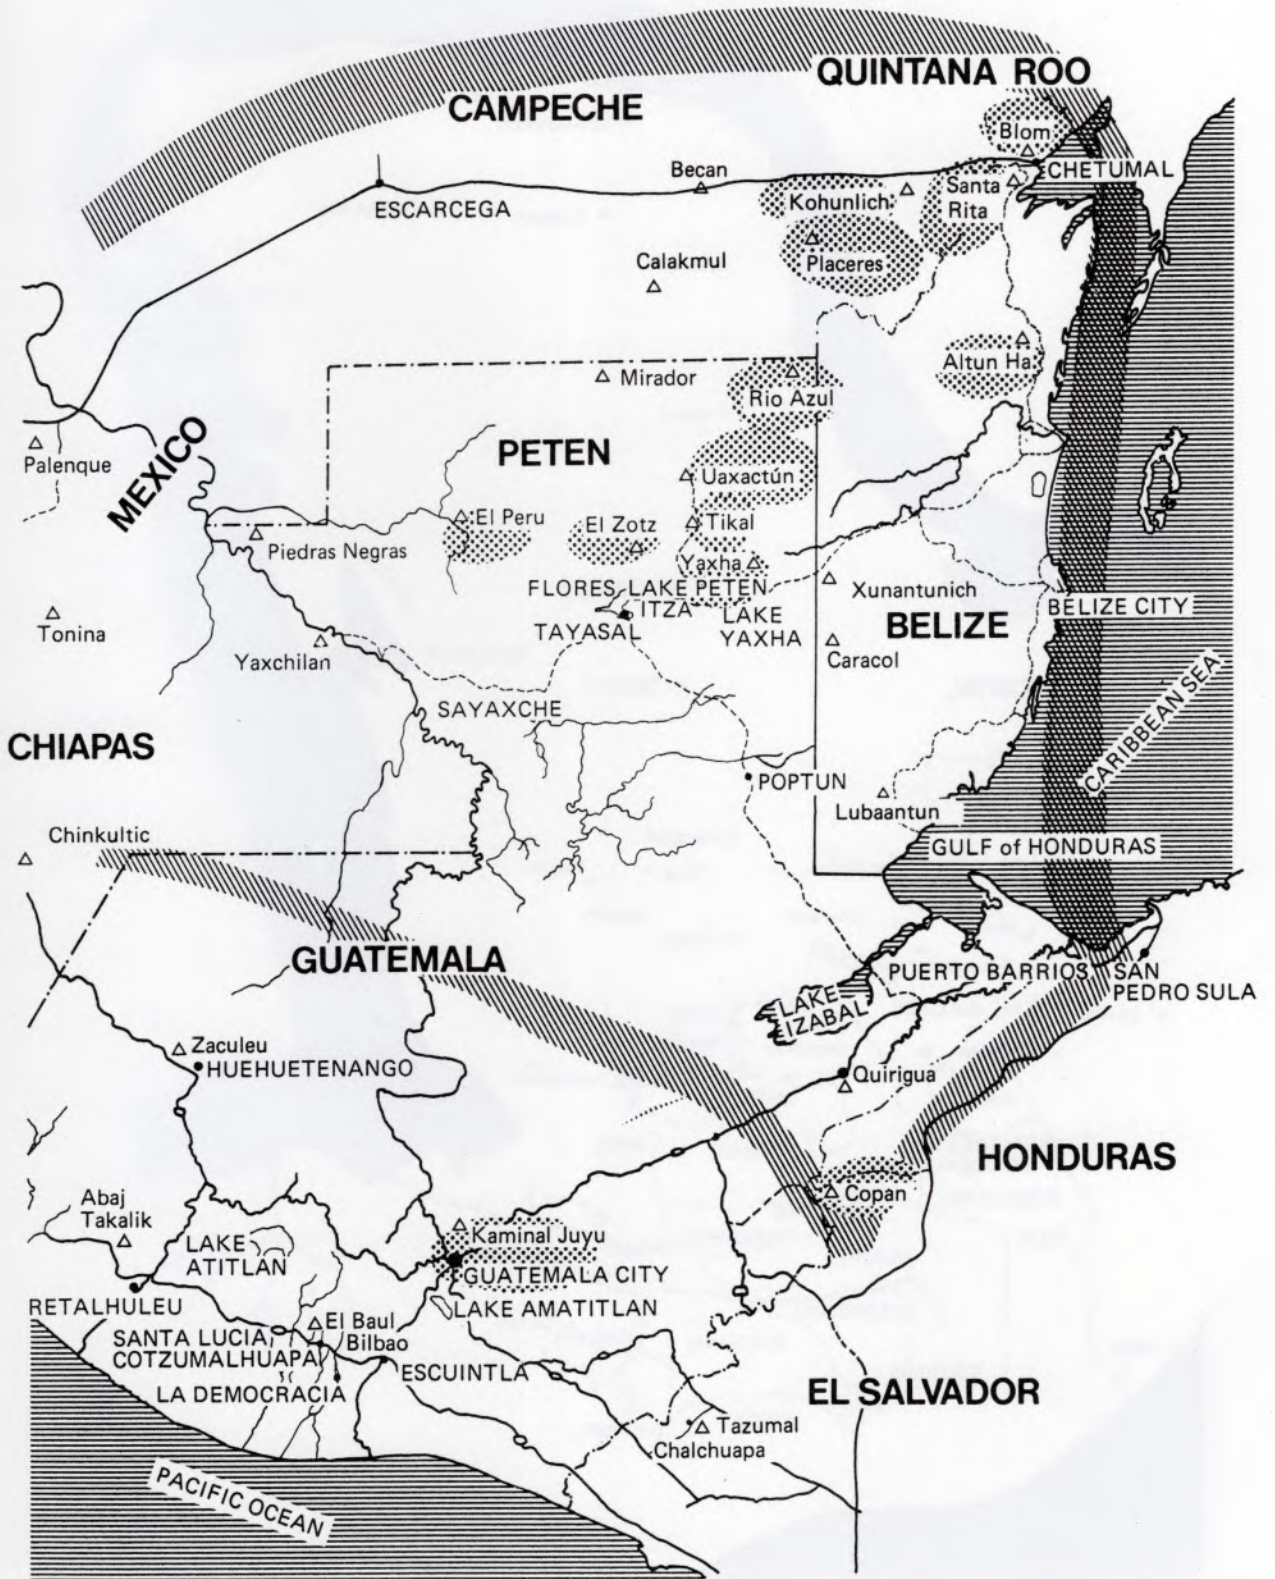 QUINTANA ROO
CAMPECHE
Blom
Becan
CHETUMAL
ESCARCEGA
Kohunlich
Santa
Rita
Calakmul
Placeres
Altun Ha
Mirador
Rio Azul
MEXICO
Palenque
PETEN
Uaxactún
El Peru
El Zotz
Tikal
Piedras Negras
Yaxha
FLORES
LAKE PETEN
ITZA
Xunantunich
BELIZE CITY
Tonina
TAYASAL
LAKE
YAXHA
BELIZE
Yaxchilan
Caracol
SAYAXCHE
CARIBBEAN SEA
CHIAPAS
POPTUN
Lubaantun
Chinkultic
GULF of HONDURAS
GUATEMALA
PUERTO BARRIOS
SAN
PEDRO SULA
LAKE
IZABAL
Zaculeu
HUEHUETENANGO
Quirigua
HONDURAS
Abaj
Takalik
Copan
LAKE
ATITLAN
Kaminal Juyu
GUATEMALA CITY
RETALHULEU
LAKE AMATITLAN
El Baul
Bilbao
SANTA LUCIA
COTZUMALHUAPA
ESCUINTLA
LA DEMOCRACIA
EL SALVADOR
Tazumal
Chalchuapa
PACIFIC OCEAN